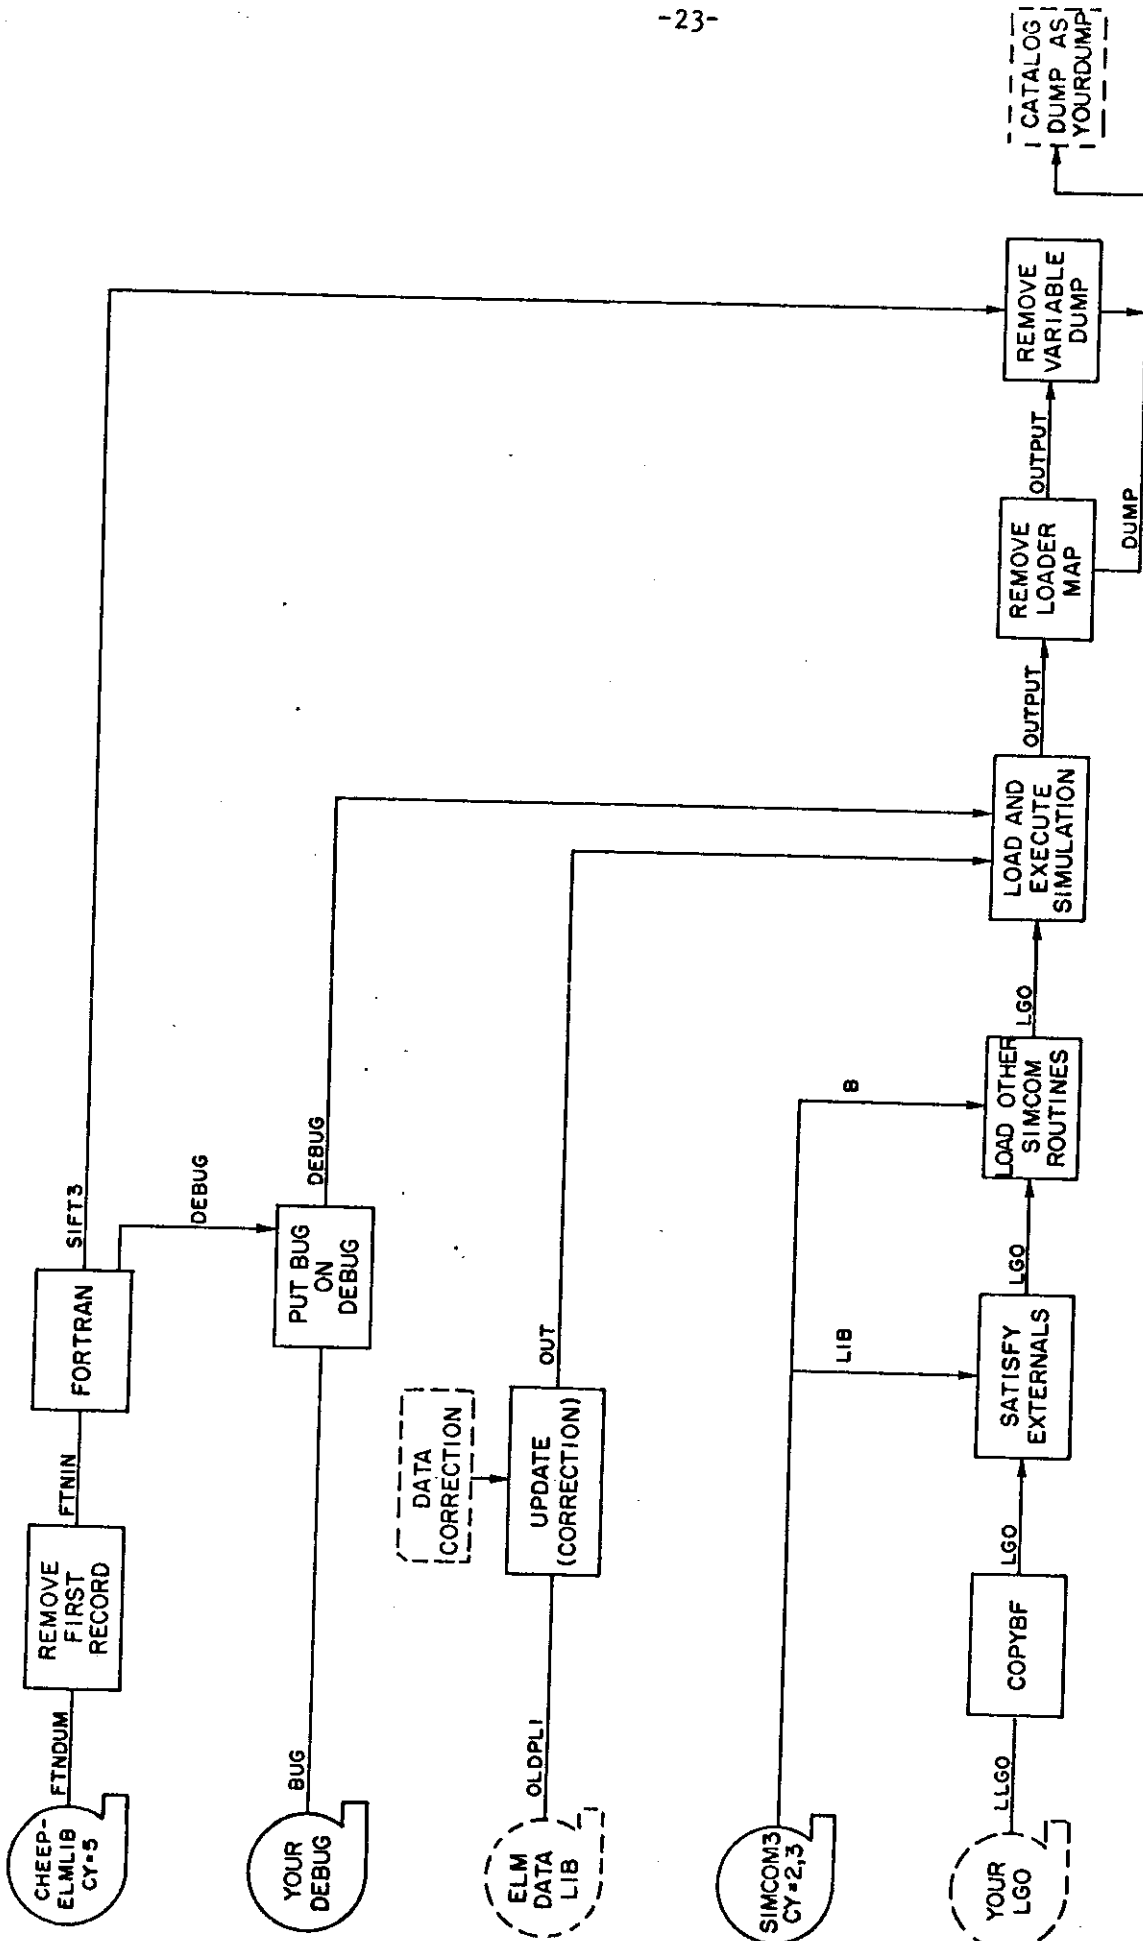 -23-
CHEEP-
ELMLIB
CY=5
FTNDUM
REMOVE
FIRST
RECORD
FTNIN
FORTRAN
SIFT3
DEBUG
YOUR
DEBUG
BUG
PUT BUG
ON
DEBUG
DEBUG
ELM
DATA
LIB
OLDPLI
DATA
CORRECTION
UPDATE
(CORRECTION)
OUT
SIMCOM3
CY=2,3
LIB
B
YOUR
LGO
LLGO
COPYBF
LGO
SATISFY
EXTERNALS
LGO
LOAD OTHER
SIMCOM
ROUTINES
LGO
LOAD AND
EXECUTE
SIMULATION
OUTPUT
REMOVE
LOADER
MAP
OUTPUT
DUMP
REMOVE
VARIABLE
DUMP
CATALOG
DUMP AS
YOURDUMP